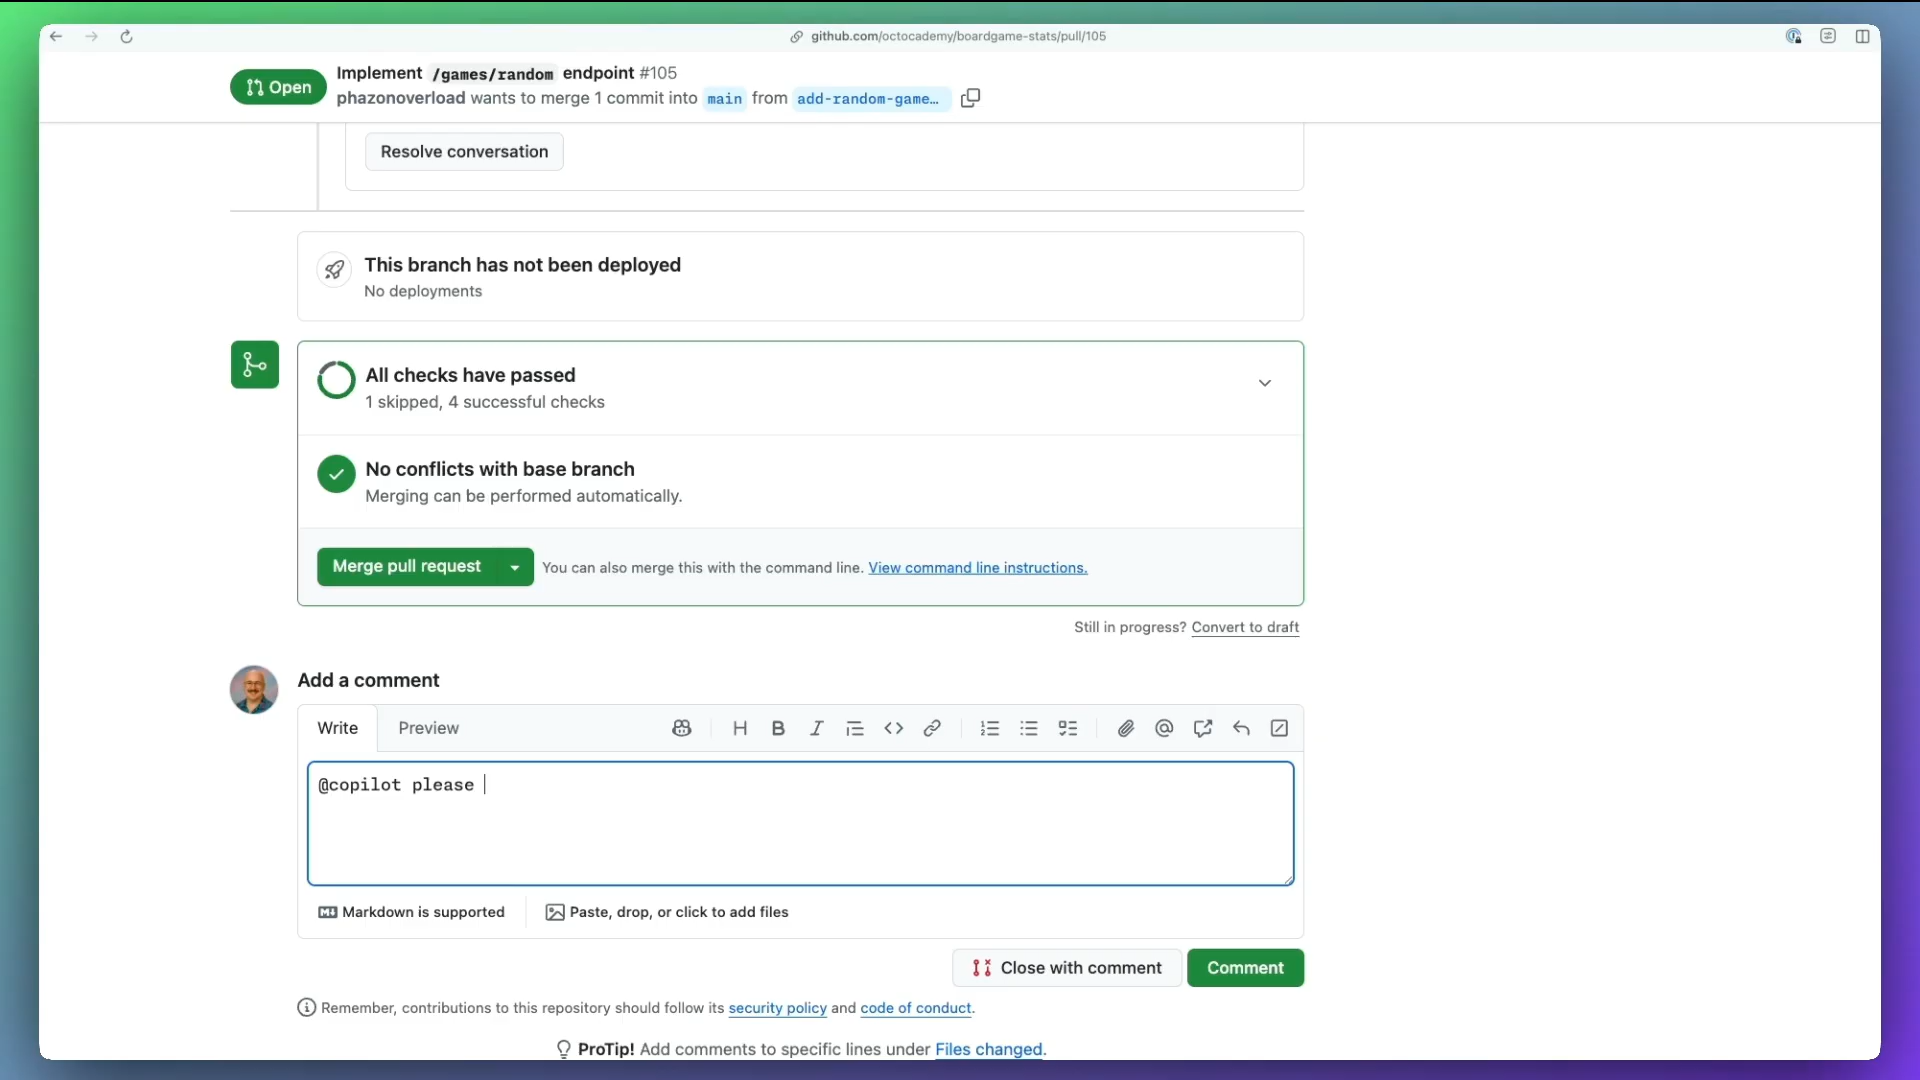 github.com/octocademy/boardgame-stats/pull/105
Open
Implement /games/random endpoint #105
phazonoverload wants to merge 1 commit into main from add-random-game…
Resolve conversation
This branch has not been deployed
No deployments
All checks have passed
1 skipped, 4 successful checks
No conflicts with base branch
Merging can be performed automatically.
Merge pull request
You can also merge this with the command line. View command line instructions.
Still in progress? Convert to draft
Add a comment
Write Preview
@copilot please
Markdown is supported
Paste, drop, or click to add files
Close with comment
Comment
Remember, contributions to this repository should follow its security policy and code of conduct.
ProTip! Add comments to specific lines under Files changed.